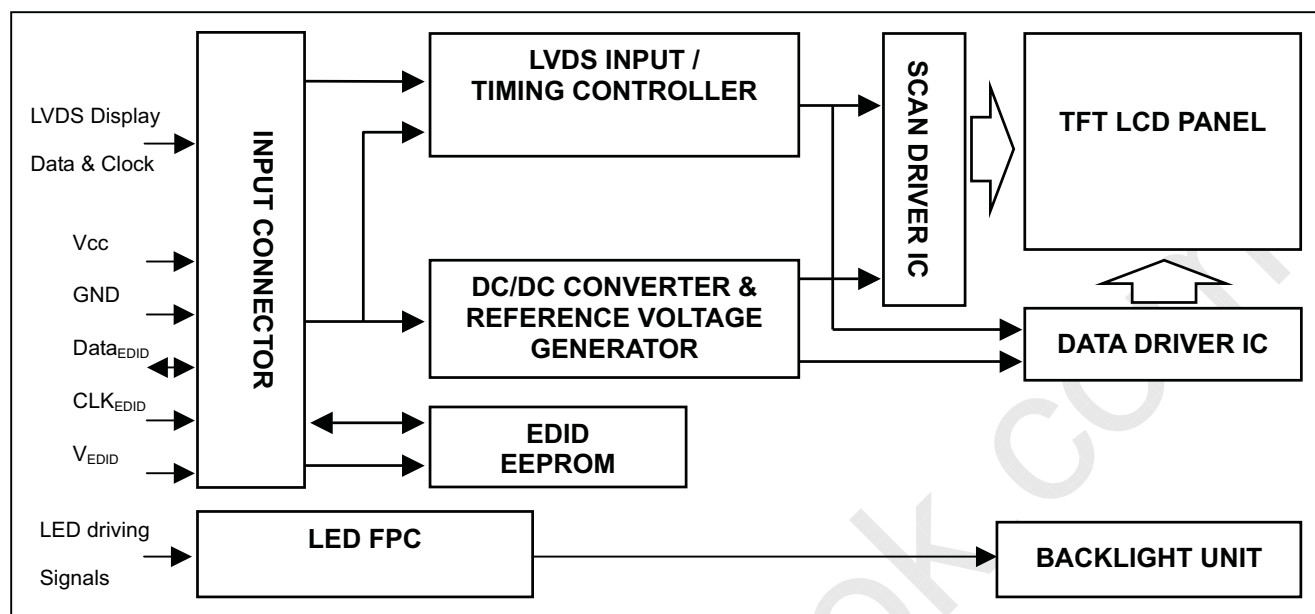 LVDS Display
Data & Clock
Vcc
GND
DataEDID
CLKEDID
VEDID
LED driving
Signals
INPUT CONNECTOR
LVDS INPUT /
TIMING CONTROLLER
DC/DC CONVERTER &
REFERENCE VOLTAGE
GENERATOR
EDID
EEPROM
LED FPC
SCAN DRIVER IC
TFT LCD PANEL
DATA DRIVER IC
BACKLIGHT UNIT